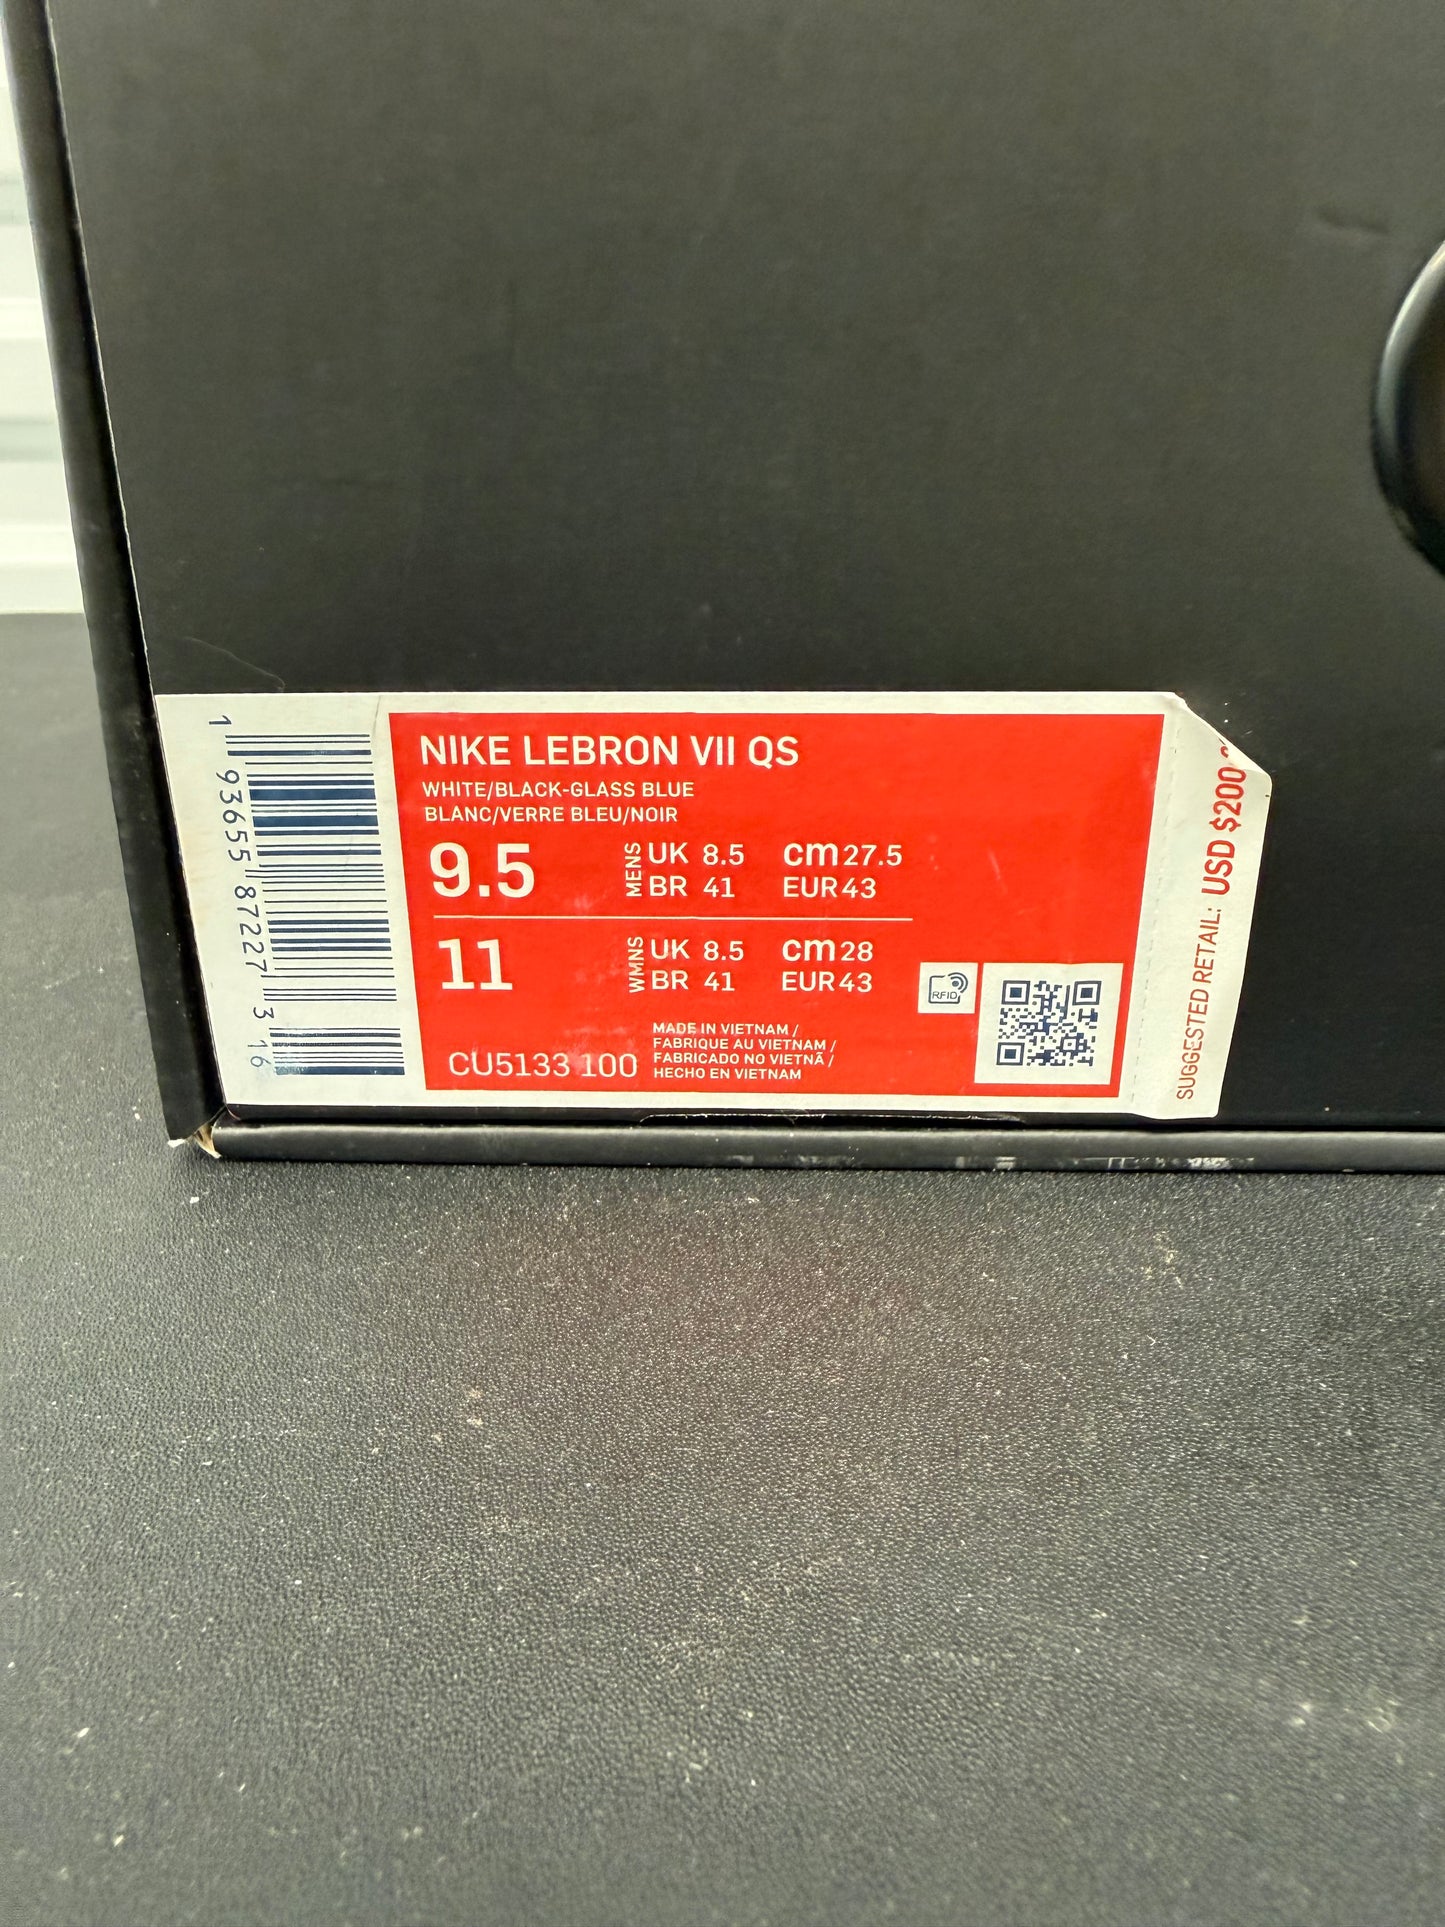 NIKE LEBRON VII QS
WHITE/BLACK-GLASS BLUE
BLANC/VERRE BLEU/NOIR
9.5 MENS UK 8.5 cm 27.5
BR 41 EUR 43
11 WMNS UK 8.5 cm 28
BR 41 EUR 43
RFID
CU5133 100
MADE IN VIETNAM /
FABRIQUE AU VIETNAM /
FABRICADO NO VIETNÃ /
HECHO EN VIETNAM
1 93655 87227 3 16
SUGGESTED RETAIL: USD $200